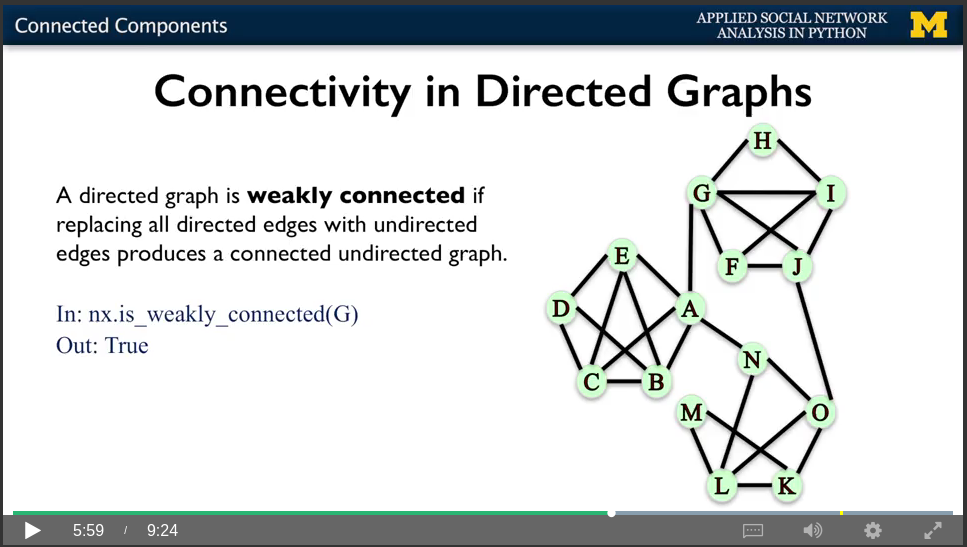 Connected Components
APPLIED SOCIAL NETWORK
ANALYSIS IN PYTHON
M
Connectivity in Directed Graphs
A directed graph is weakly connected if
replacing all directed edges with undirected
edges produces a connected undirected graph.
In: nx.is_weakly_connected(G)
Out: True
H
G
I
F
J
E
D
A
C
B
N
M
O
L
K
5:59 / 9:24